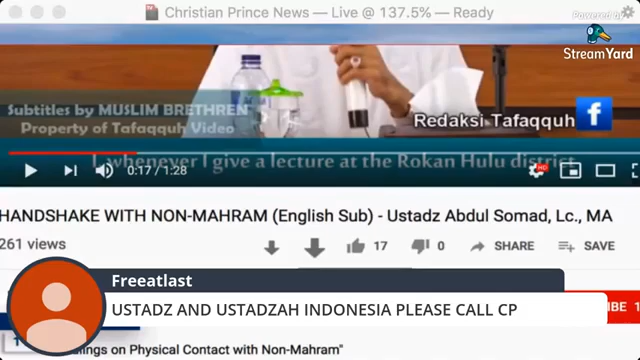 Christian Prince News — Live @ 137.5% — Ready
Powered by
StreamYard
Subtitles by MUSLIM BRETHREN
Property of Tafaqquh Video
Redaksi Tafaqquh
f
I, whenever I give a lecture at the Rokan Hulu district
0:17 / 1:28
HD
HANDSHAKE WITH NON-MAHRAM (English Sub) - Ustadz Abdul Somad, Lc., MA
261 views
17
0
SHARE
SAVE
Freeatlast
USTADZ AND USTADZAH INDONESIA PLEASE CALL CP
on Physical Contact with Non-Mahram"